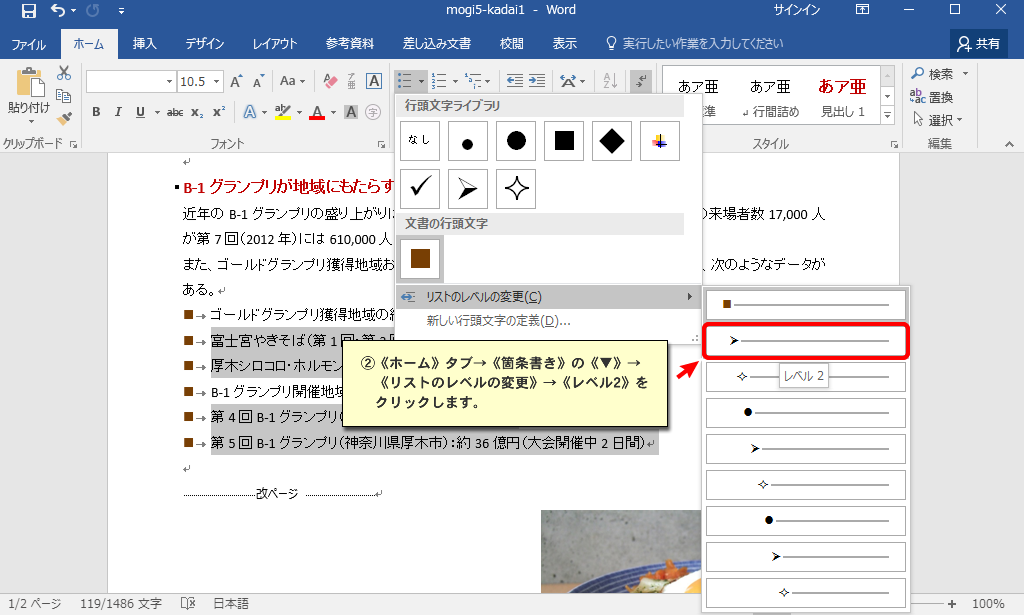 mogi5-kadai1 - Word
サインイン
ファイル ホーム 挿入 デザイン レイアウト 参考資料 差し込み文書 校閲 表示 実行したい作業を入力してください 共有
貼り付け
クリップボード
10.5
Aa
A
B I U abc x₂ x²
A
字
フォント
あア亜 あア亜 あア亜
準 ↲行間詰め 見出し 1
スタイル
検索
置換
選択
編集
行頭文字ライブラリ
なし
文書の行頭文字
リストのレベルの変更(C)
新しい行頭文字の定義(D)...
レベル 2
B-1 グランプリが地域にもたらす
近年の B-1 グランプリの盛り上がりは
の来場者数 17,000 人
が第 7 回(2012 年)には 610,000 人
また、ゴールドグランプリ獲得地域お
、次のようなデータが
ある。
ゴールドグランプリ獲得地域の経
富士宮やきそば(第 1 回・第 2
厚木シロコロ・ホルモン
B-1 グランプリ開催地域
第 4 回 B-1 グランプリ(
第 5 回 B-1 グランプリ(神奈川県厚木市):約 36 億円(大会開催中 2 日間)
改ページ
②《ホーム》タブ→《箇条書き》の《▼》→
《リストのレベルの変更》→《レベル2》を
クリックします。
1/2 ページ 119/1486 文字 日本語
100%